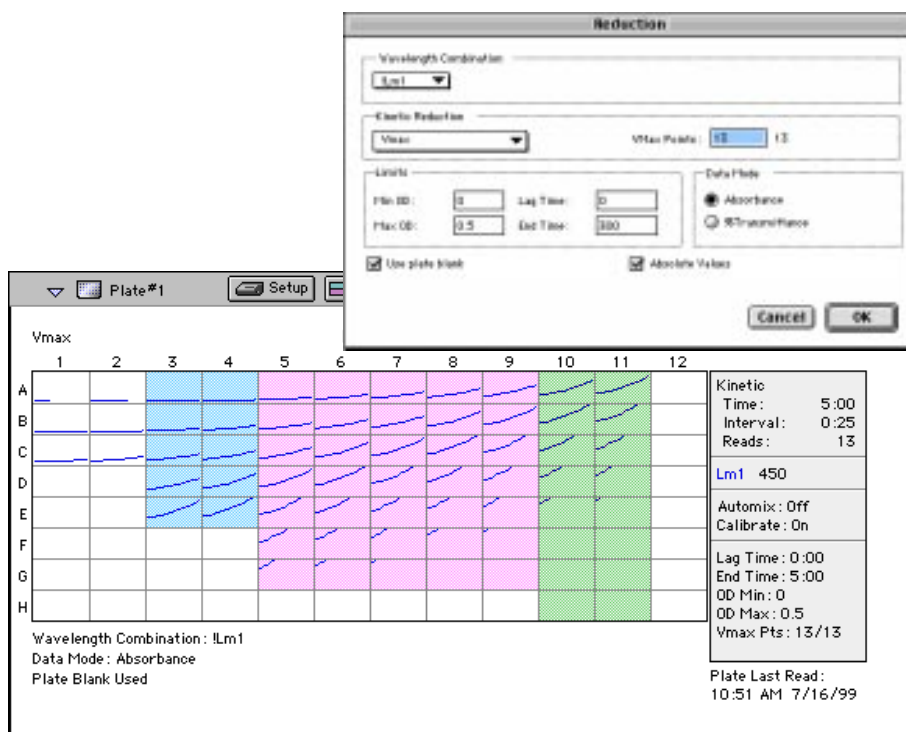 Reduction
Wavelength Combination
!Lm1
Kinetic Reduction
Vmax
VMax Points: 13 13
Limits
Data Mode
Min OD: 0 Lag Time: 0
Absorbance
Max OD: 0.5 End Time: 300
%Transmittance
Use plate blank
Absolute Values
Cancel OK
Plate#1 Setup
Vmax
1 2 3 4 5 6 7 8 9 10 11 12
A
B
C
D
E
F
G
H
Kinetic
Time: 5:00
Interval: 0:25
Reads: 13
Lm1 450
Automix: Off
Calibrate: On
Lag Time: 0:00
End Time: 5:00
OD Min: 0
OD Max: 0.5
Vmax Pts: 13/13
Wavelength Combination: !Lm1
Data Mode: Absorbance
Plate Blank Used
Plate Last Read:
10:51 AM 7/16/99